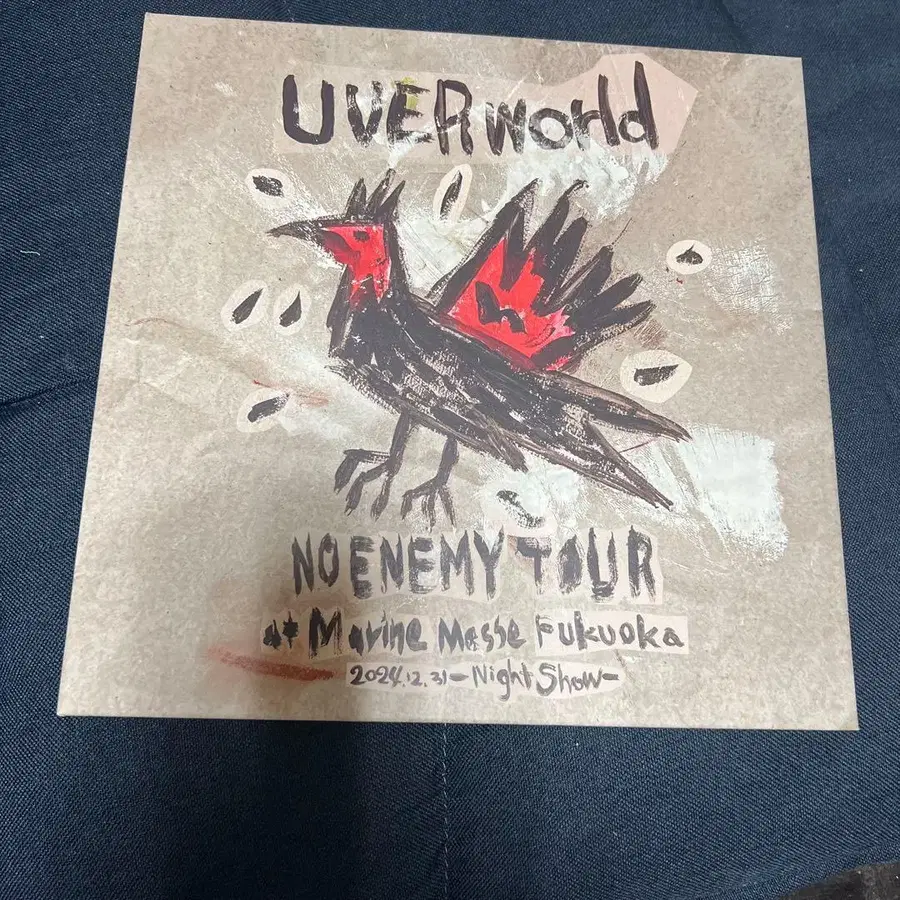 UVERworld
NO ENEMY TOUR
at Marine Messe Fukuoka
2024.12.31-Night Show-